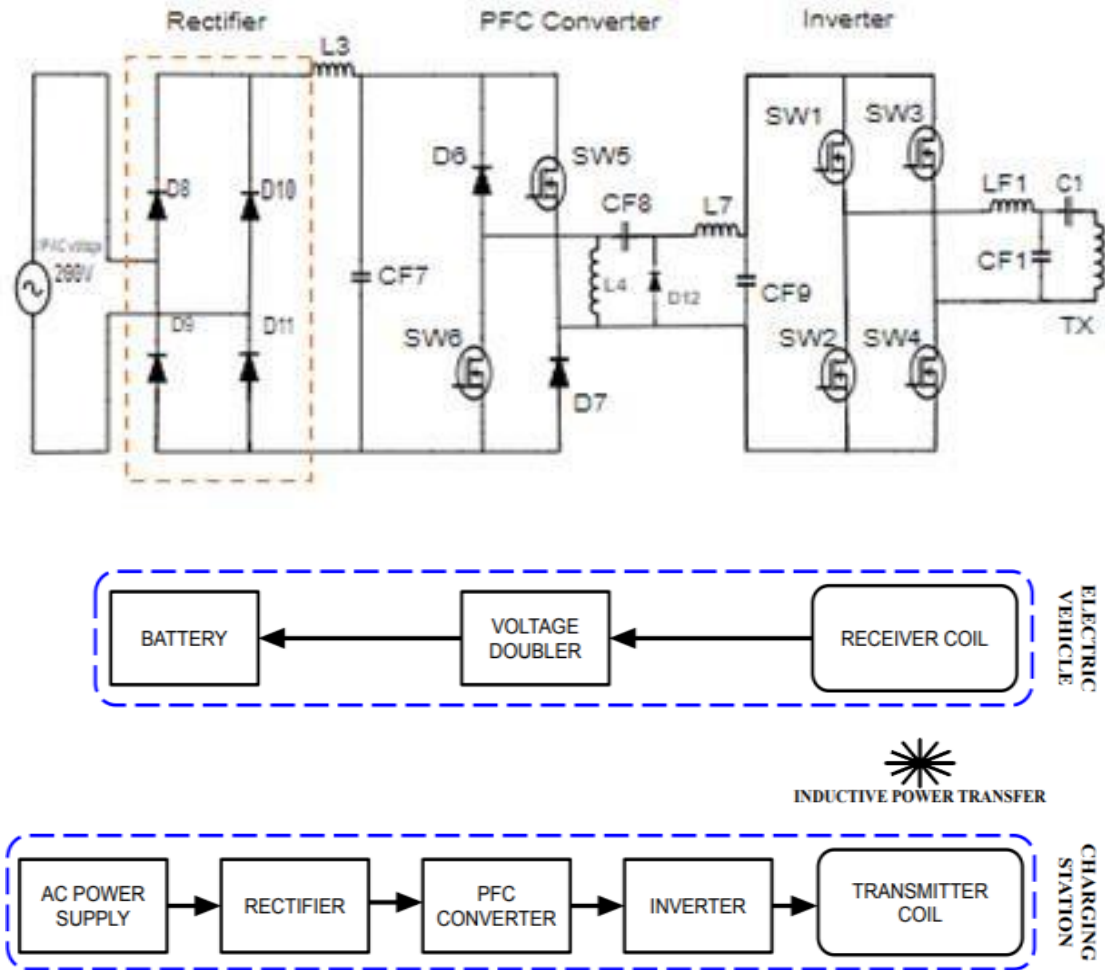 Rectifier
PFC Converter
Inverter
L3
SW1
SW3
D6
SW5
D8
D10
CF8
L7
LF1
C1
200V
CF7
L4
D12
CF9
CF1
D9
D11
SW6
SW2
SW4
TX
D7
BATTERY
VOLTAGE
DOUBLER
RECEIVER COIL
ELECTRIC
VEHICLE
INDUCTIVE POWER TRANSFER
AC POWER
SUPPLY
RECTIFIER
PFC
CONVERTER
INVERTER
TRANSMITTER
COIL
CHARGING
STATION